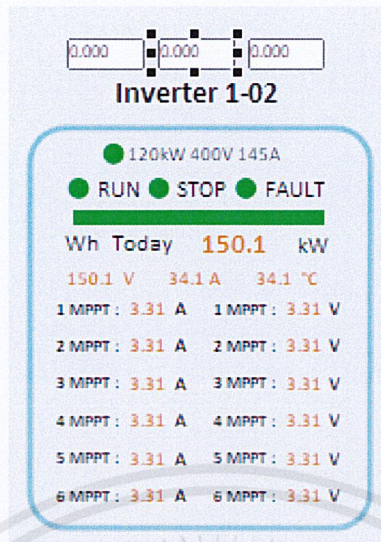 0.000 0.000 0.000
Inverter 1-02
120kW 400V 145A
RUN STOP FAULT
Wh Today 150.1 kW
150.1 V 34.1 A 34.1 °C
1 MPPT : 3.31 A 1 MPPT : 3.31 V
2 MPPT : 3.31 A 2 MPPT : 3.31 V
3 MPPT : 3.31 A 3 MPPT : 3.31 V
4 MPPT : 3.31 A 4 MPPT : 3.31 V
5 MPPT : 3.31 A 5 MPPT : 3.31 V
6 MPPT : 3.31 A 6 MPPT : 3.31 V